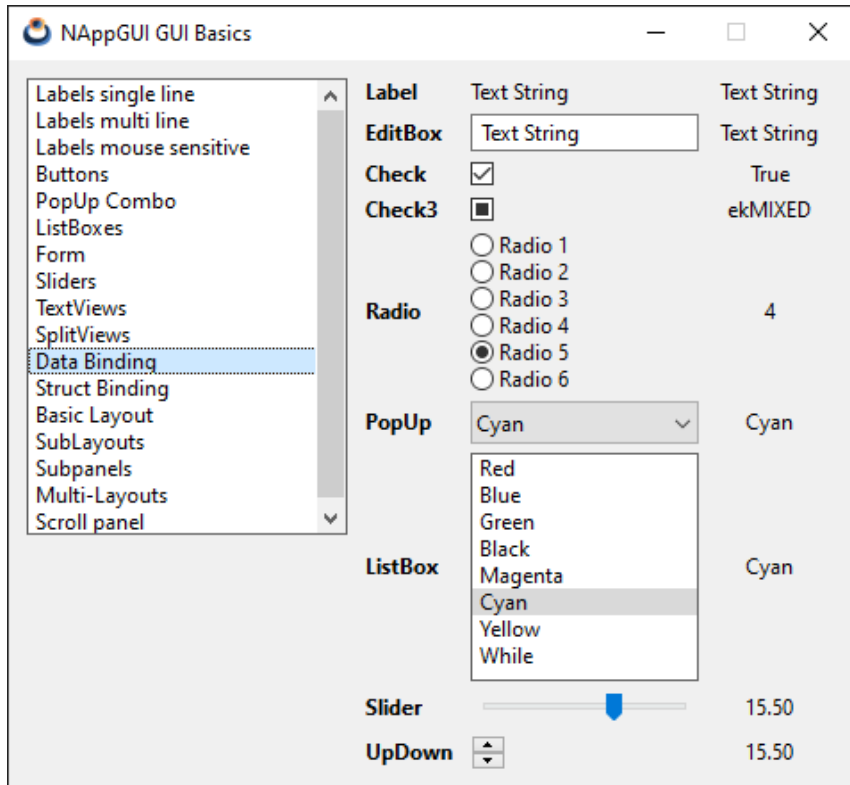 NAppGUI GUI Basics
Labels single line
Labels multi line
Labels mouse sensitive
Buttons
PopUp Combo
ListBoxes
Form
Sliders
TextViews
SplitViews
Data Binding
Struct Binding
Basic Layout
SubLayouts
Subpanels
Multi-Layouts
Scroll panel
Label Text String Text String
EditBox Text String Text String
Check True
Check3 ekMIXED
Radio 1
Radio 2
Radio 3
Radio Radio 4 4
Radio 5
Radio 6
PopUp Cyan Cyan
Red
Blue
Green
Black
Magenta
ListBox Cyan Cyan
Yellow
While
Slider 15.50
UpDown 15.50